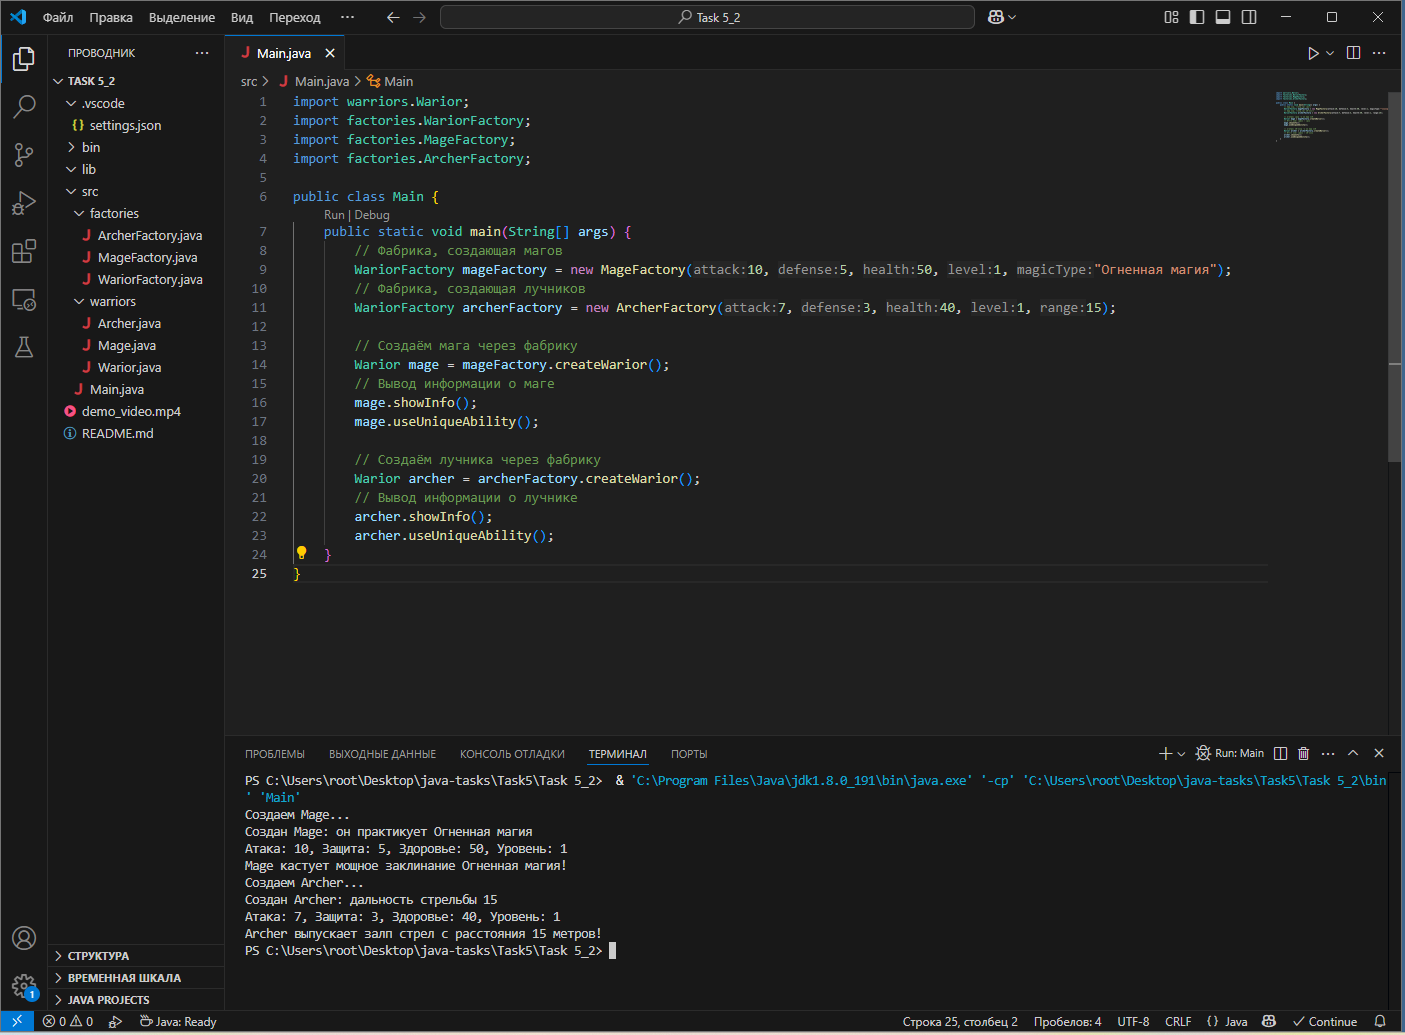 Файл Правка Выделение Вид Переход ··· Task 5_2
ПРОВОДНИК ···
TASK 5_2
.vscode
{} settings.json
bin
lib
src
factories
J ArcherFactory.java
J MageFactory.java
J WariorFactory.java
warriors
J Archer.java
J Mage.java
J Warior.java
J Main.java
demo_video.mp4
README.md
СТРУКТУРА
ВРЕМЕННАЯ ШКАЛА
JAVA PROJECTS
J Main.java
src > J Main.java > Main
1 import warriors.Warior;
2 import factories.WariorFactory;
3 import factories.MageFactory;
4 import factories.ArcherFactory;
5
6 public class Main {
Run | Debug
7 public static void main(String[] args) {
8 // Фабрика, создающая магов
9 WariorFactory mageFactory = new MageFactory(attack:10, defense:5, health:50, level:1, magicType:"Огненная магия");
10 // Фабрика, создающая лучников
11 WariorFactory archerFactory = new ArcherFactory(attack:7, defense:3, health:40, level:1, range:15);
12
13 // Создаём мага через фабрику
14 Warior mage = mageFactory.createWarior();
15 // Вывод информации о маге
16 mage.showInfo();
17 mage.useUniqueAbility();
18
19 // Создаём лучника через фабрику
20 Warior archer = archerFactory.createWarior();
21 // Вывод информации о лучнике
22 archer.showInfo();
23 archer.useUniqueAbility();
24 }
25 }
ПРОБЛЕМЫ ВЫХОДНЫЕ ДАННЫЕ КОНСОЛЬ ОТЛАДКИ ТЕРМИНАЛ ПОРТЫ Run: Main ···
PS C:\Users\root\Desktop\java-tasks\Task5\Task 5_2> & 'C:\Program Files\Java\jdk1.8.0_191\bin\java.exe' '-cp' 'C:\Users\root\Desktop\java-tasks\Task5\Task 5_2\bin
' 'Main'
Создаем Mage...
Создан Mage: он практикует Огненная магия
Атака: 10, Защита: 5, Здоровье: 50, Уровень: 1
Mage кастует мощное заклинание Огненная магия!
Создаем Archer...
Создан Archer: дальность стрельбы 15
Атака: 7, Защита: 3, Здоровье: 40, Уровень: 1
Archer выпускает залп стрел с расстояния 15 метров!
PS C:\Users\root\Desktop\java-tasks\Task5\Task 5_2>
1
0 0 Java: Ready Строка 25, столбец 2 Пробелов: 4 UTF-8 CRLF {} Java Continue